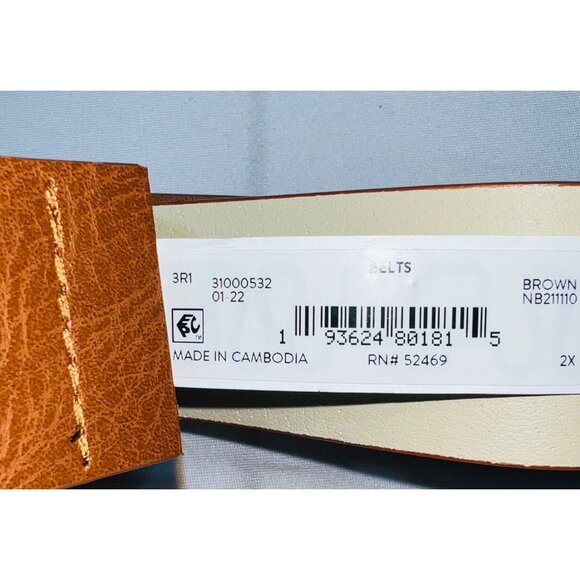 BELTS
3R1 31000532 BROWN
01-22 NB211110
1 93624 80181 5
MADE IN CAMBODIA RN# 52469 2X